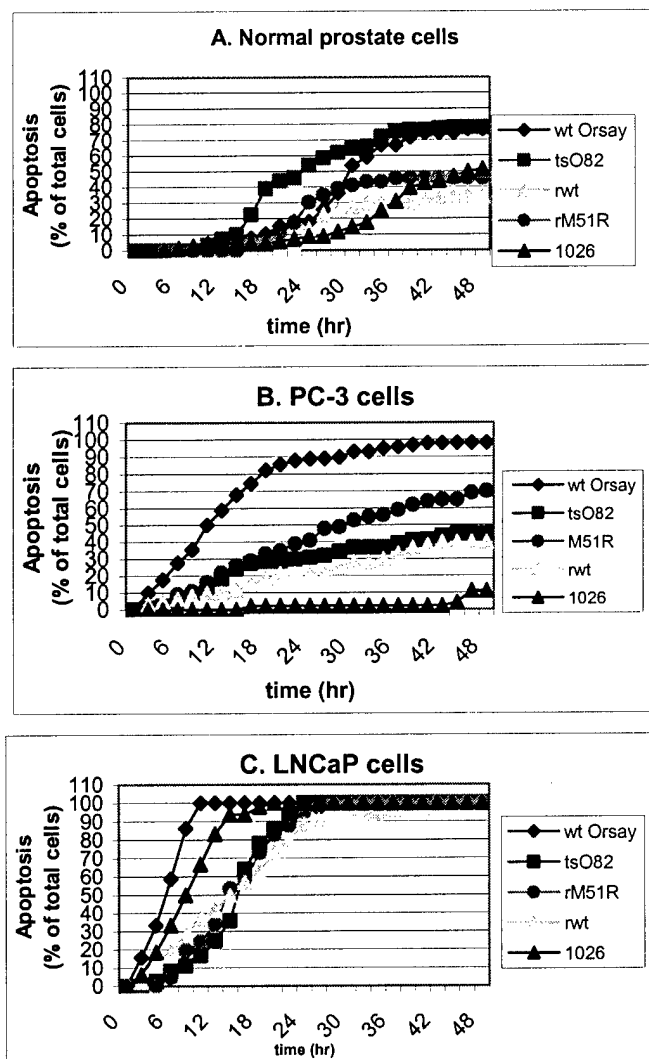 A. Normal prostate cells
Apoptosis
(% of total cells)
110
100
90
80
70
60
50
40
30
20
10
0
0
6
12
18
24
30
36
42
48
time (hr)
wt Orsay
tsO82
rwt
rM51R
1026
B. PC-3 cells
Apoptosis
(% of total cells)
110
100
90
80
70
60
50
40
30
20
10
0
0
6
12
18
24
30
36
42
48
time (hr)
wt Orsay
tsO82
M51R
rwt
1026
C. LNCaP cells
Apoptosis
(% of total cells)
110
100
90
80
70
60
50
40
30
20
10
0
0
6
12
18
24
30
36
42
48
time (hr)
wt Orsay
tsO82
rM51R
rwt
1026